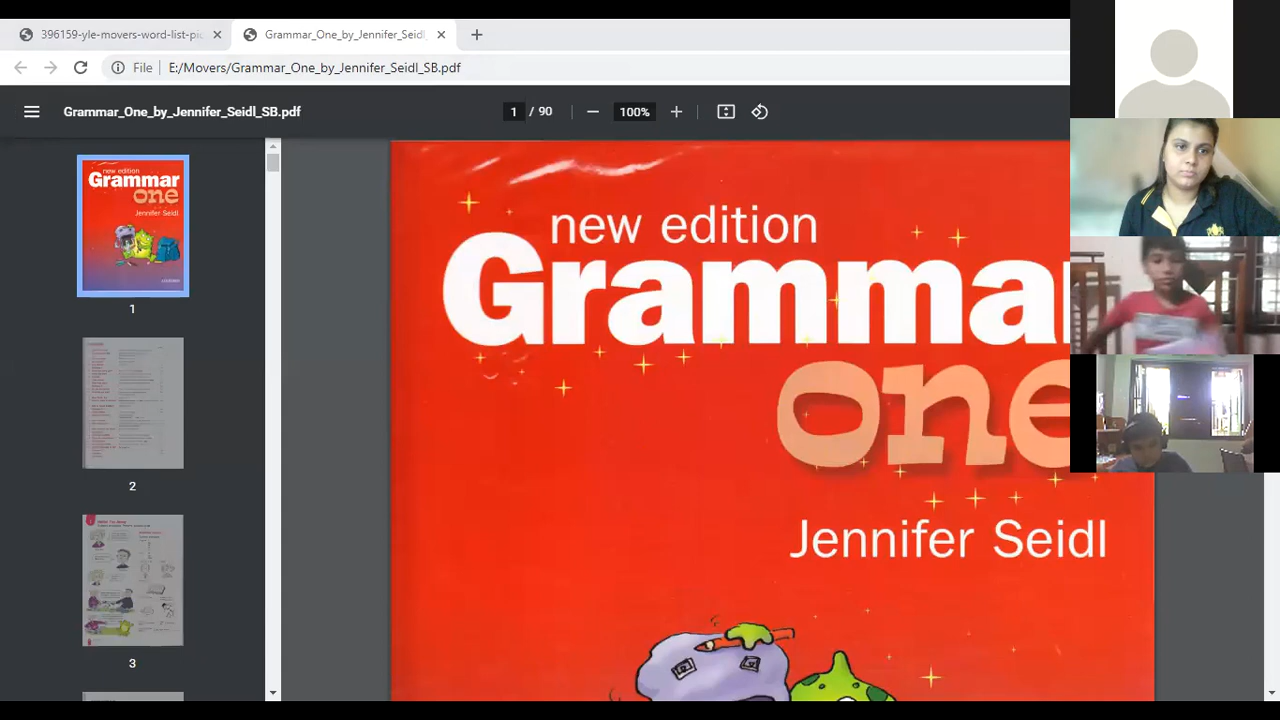 396159-yle-movers-word-list-pic
Grammar_One_by_Jennifer_Seidl_
File
E:/Movers/Grammar_One_by_Jennifer_Seidl_SB.pdf
Grammar_One_by_Jennifer_Seidl_SB.pdf
1 / 90
100%
new edition
Grammar
one
Jennifer Seidl
1
2
3
new edition
Grammar
one
Jennifer Seidl